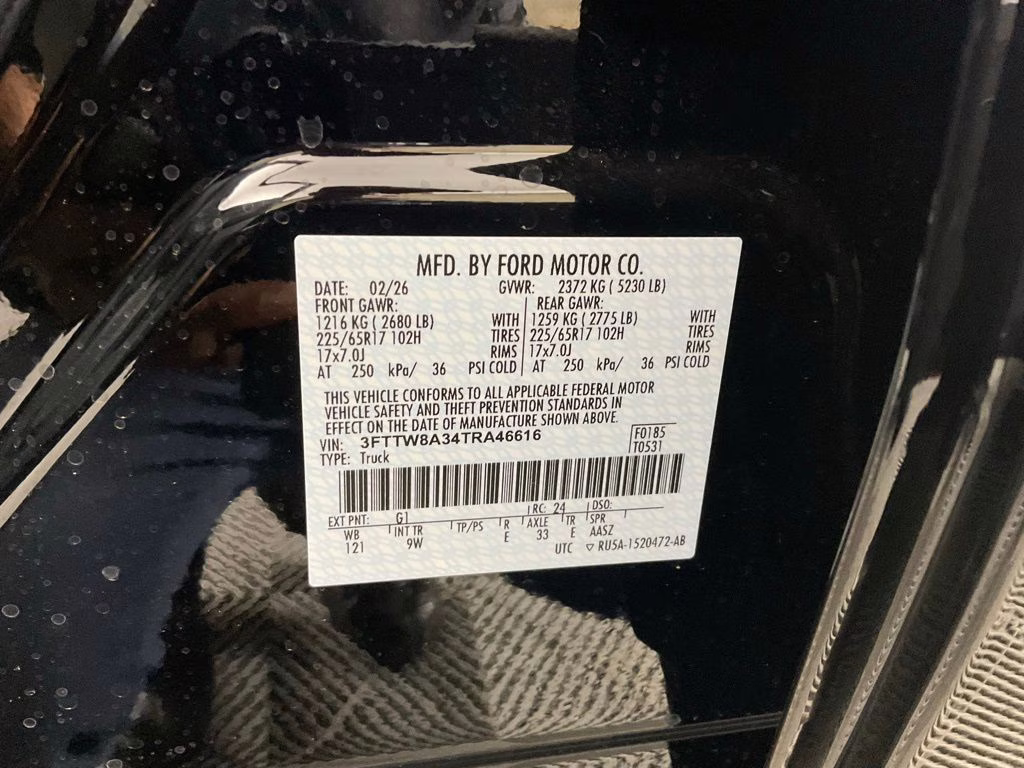 MFD. BY FORD MOTOR CO.
DATE: 02/26 GVWR: 2372 KG ( 5230 LB)
FRONT GAWR: REAR GAWR:
1216 KG ( 2680 LB) WITH 1259 KG ( 2775 LB) WITH
225/65R17 102H TIRES 225/65R17 102H TIRES
17x7.0J RIMS 17x7.0J RIMS
AT 250 kPa/ 36 PSI COLD AT 250 kPa/ 36 PSI COLD
THIS VEHICLE CONFORMS TO ALL APPLICABLE FEDERAL MOTOR
VEHICLE SAFETY AND THEFT PREVENTION STANDARDS IN
EFFECT ON THE DATE OF MANUFACTURE SHOWN ABOVE.
VIN: 3FTTW8A34TRA46616 F0185
TYPE: Truck T0531
EXT PNT: G1 RC: 24 DSO:
WB INT TR TP/PS R AXLE TR SPR
121 9W E 33 E AASZ
UTC ▽ RU5A-1520472-AB